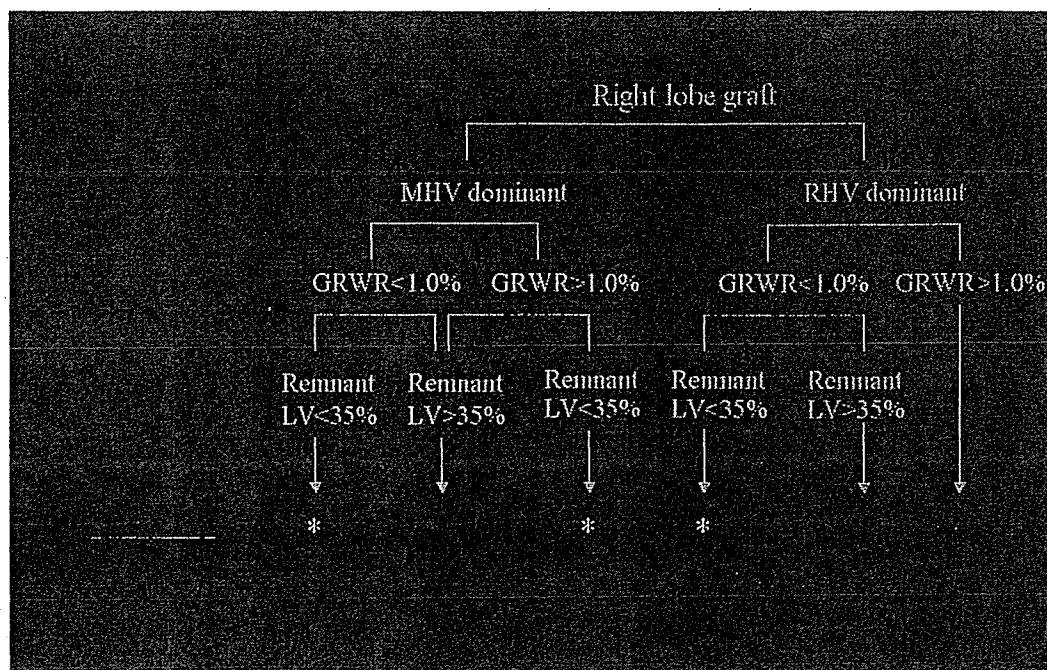 Right lobe graft
MHV dominant RHV dominant
GRWR<1.0% GRWR>1.0% GRWR<1.0% GRWR>1.0%
Remnant Remnant Remnant Remnant Remnant
LV<35% LV>35% LV<35% LV<35% LV>35%
* * *